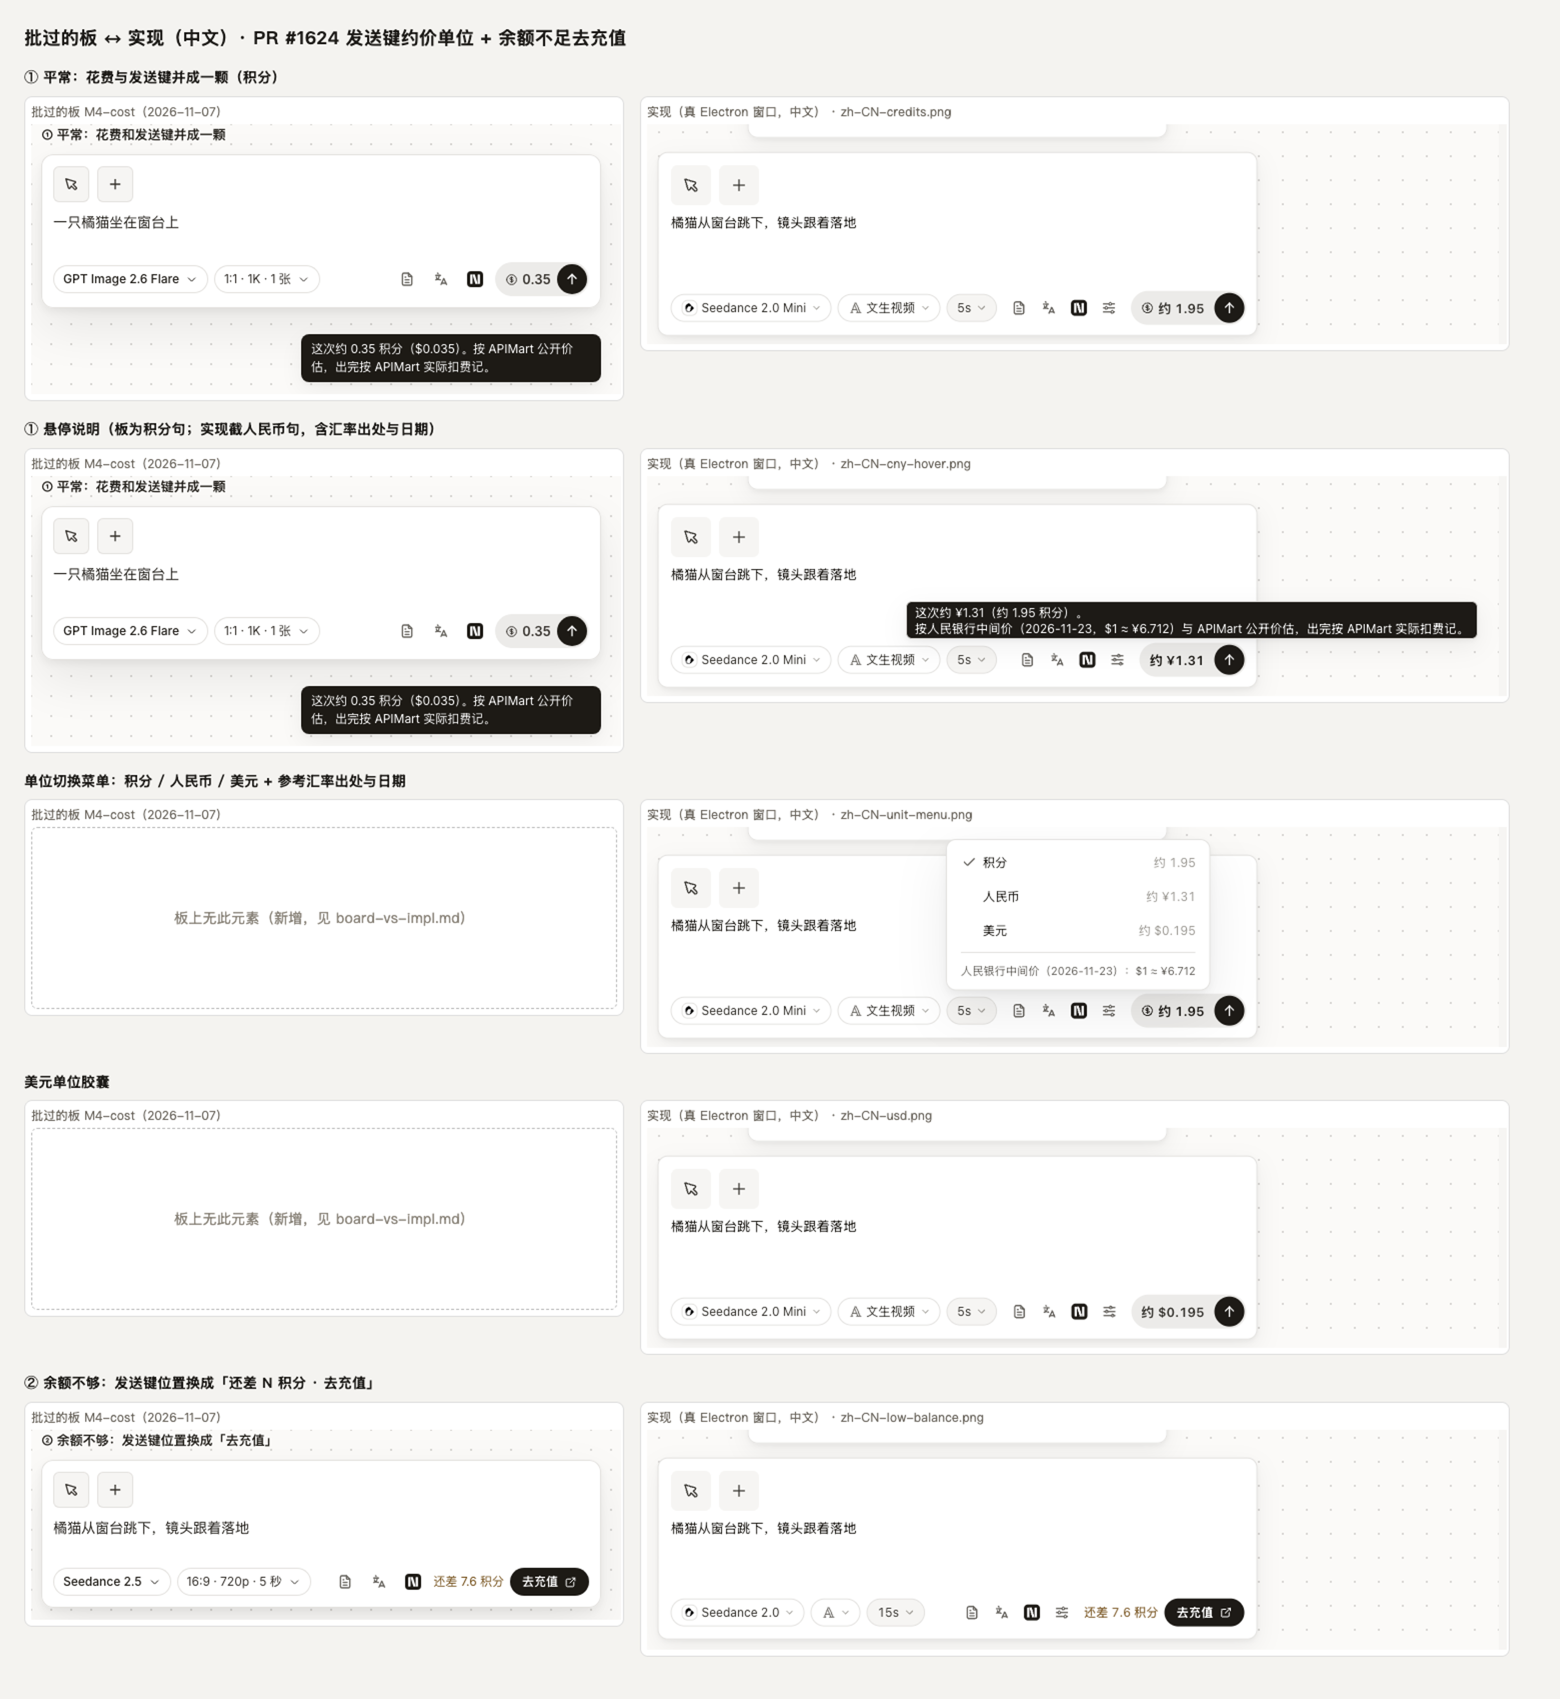 批过的板 ↔ 实现（中文）· PR #1624 发送键约价单位 + 余额不足去充值
① 平常：花费与发送键并成一颗（积分）
批过的板 M4-cost（2026-11-07）
① 平常：花费和发送键并成一颗
一只橘猫坐在窗台上
GPT Image 2.6 Flare
1:1 · 1K · 1 张
0.35
这次约 0.35 积分（$0.035）。按 APIMart 公开价
估，出完按 APIMart 实际扣费记。
实现（真 Electron 窗口，中文） · zh-CN-credits.png
橘猫从窗台跳下，镜头跟着落地
Seedance 2.0 Mini
文生视频
5s
约 1.95
① 悬停说明（板为积分句；实现截人民币句，含汇率出处与日期）
批过的板 M4-cost（2026-11-07）
① 平常：花费和发送键并成一颗
一只橘猫坐在窗台上
GPT Image 2.6 Flare
1:1 · 1K · 1 张
0.35
这次约 0.35 积分（$0.035）。按 APIMart 公开价
估，出完按 APIMart 实际扣费记。
实现（真 Electron 窗口，中文） · zh-CN-cny-hover.png
橘猫从窗台跳下，镜头跟着落地
这次约 ¥1.31（约 1.95 积分）。
按人民银行中间价（2026-11-23，$1 ≈ ¥6.712）与 APIMart 公开价估，出完按 APIMart 实际扣费记。
Seedance 2.0 Mini
文生视频
5s
约 ¥1.31
单位切换菜单：积分 / 人民币 / 美元 + 参考汇率出处与日期
批过的板 M4-cost（2026-11-07）
板上无此元素（新增，见 board-vs-impl.md）
实现（真 Electron 窗口，中文） · zh-CN-unit-menu.png
积分 约 1.95
人民币 约 ¥1.31
美元 约 $0.195
人民银行中间价（2026-11-23）：$1 ≈ ¥6.712
橘猫从窗台跳下，镜头跟着落地
Seedance 2.0 Mini
文生视频
5s
约 1.95
美元单位胶囊
批过的板 M4-cost（2026-11-07）
板上无此元素（新增，见 board-vs-impl.md）
实现（真 Electron 窗口，中文） · zh-CN-usd.png
橘猫从窗台跳下，镜头跟着落地
Seedance 2.0 Mini
文生视频
5s
约 $0.195
② 余额不够：发送键位置换成「还差 N 积分 · 去充值」
批过的板 M4-cost（2026-11-07）
② 余额不够：发送键位置换成「去充值」
橘猫从窗台跳下，镜头跟着落地
Seedance 2.5
16:9 · 720p · 5 秒
还差 7.6 积分
去充值
实现（真 Electron 窗口，中文） · zh-CN-low-balance.png
橘猫从窗台跳下，镜头跟着落地
Seedance 2.0
15s
还差 7.6 积分
去充值